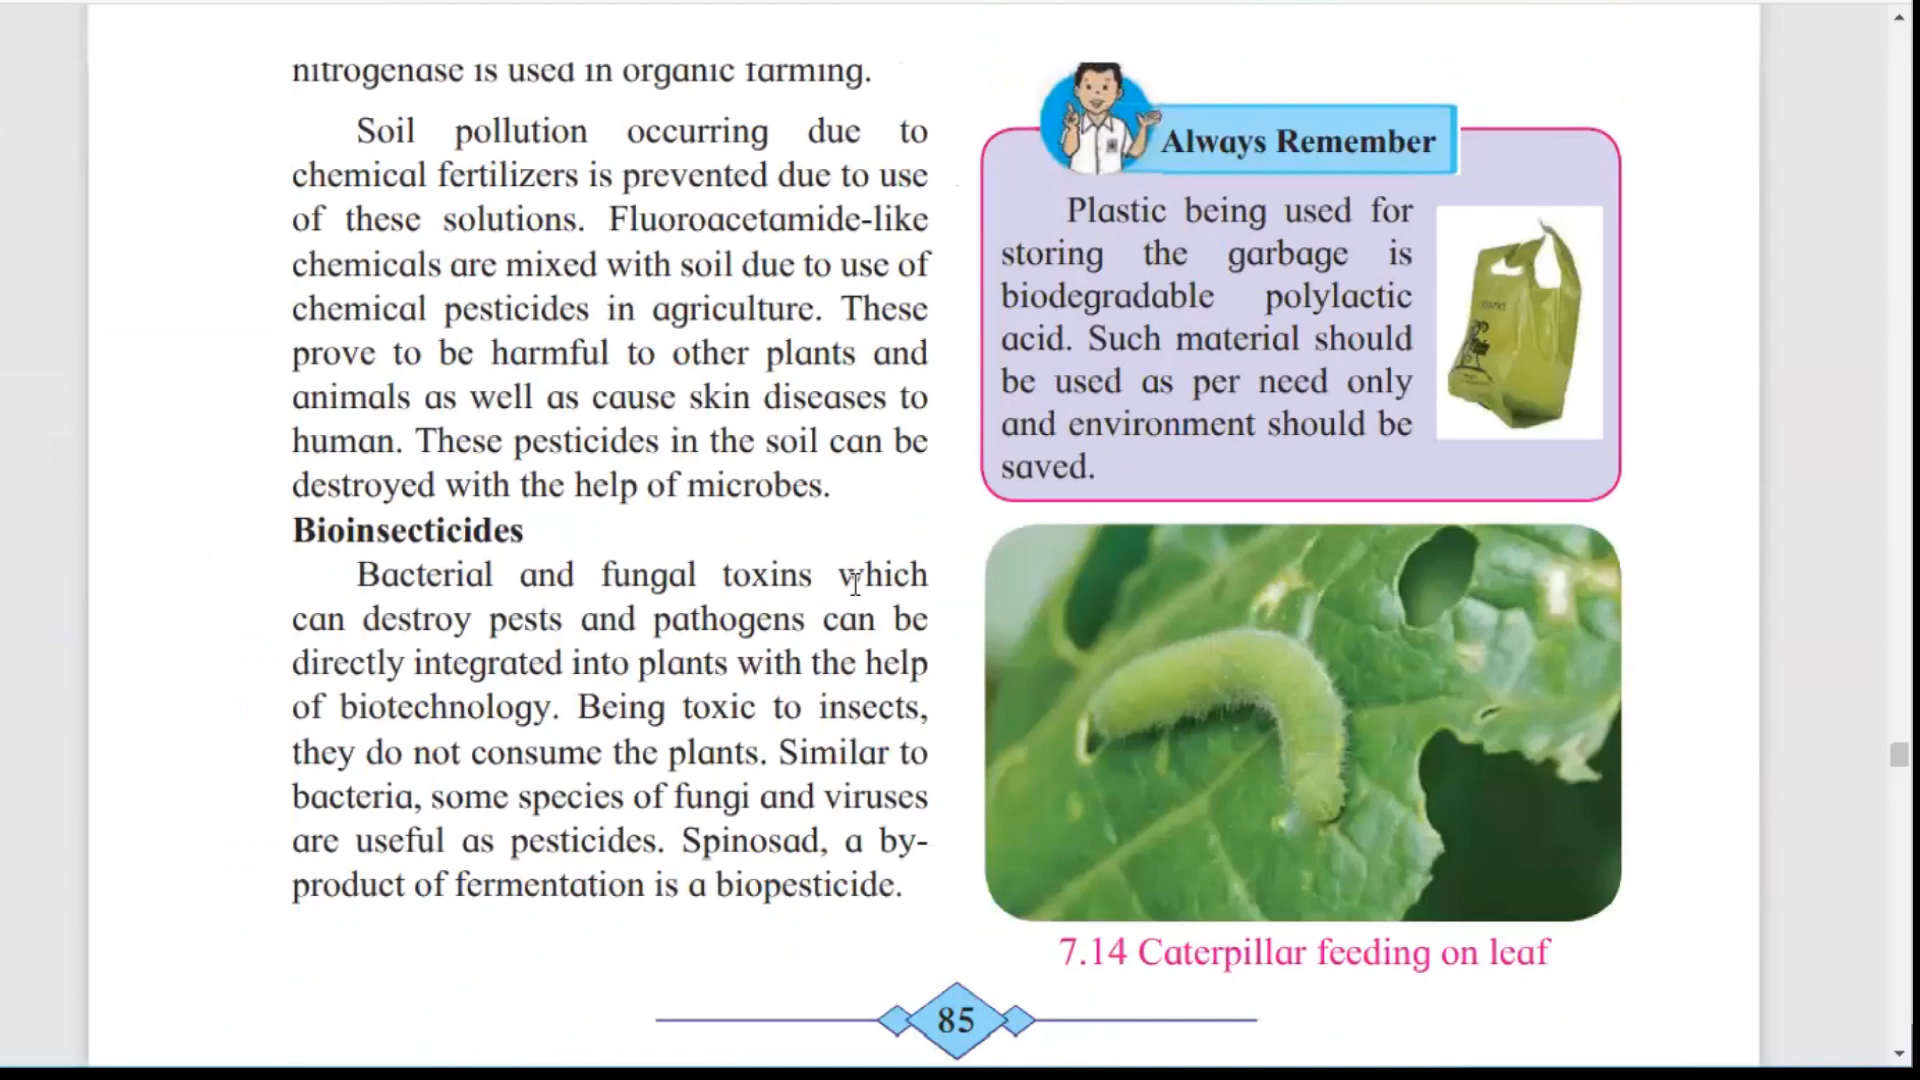 nitrogenase is used in organic farming.
Soil pollution occurring due to
chemical fertilizers is prevented due to use
of these solutions. Fluoroacetamide-like
chemicals are mixed with soil due to use of
chemical pesticides in agriculture. These
prove to be harmful to other plants and
animals as well as cause skin diseases to
human. These pesticides in the soil can be
destroyed with the help of microbes.
Bioinsecticides
Bacterial and fungal toxins which
can destroy pests and pathogens can be
directly integrated into plants with the help
of biotechnology. Being toxic to insects,
they do not consume the plants. Similar to
bacteria, some species of fungi and viruses
are useful as pesticides. Spinosad, a by-
product of fermentation is a biopesticide.
Always Remember
Plastic being used for
storing the garbage is
biodegradable polylactic
acid. Such material should
be used as per need only
and environment should be
saved.
7.14 Caterpillar feeding on leaf
85